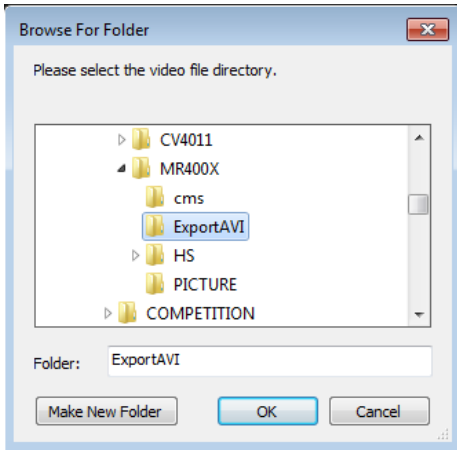 Browse For Folder
Please select the video file directory.
CV4011
MR400X
cms
ExportAVI
HS
PICTURE
COMPETITION
Folder: ExportAVI
Make New Folder OK Cancel